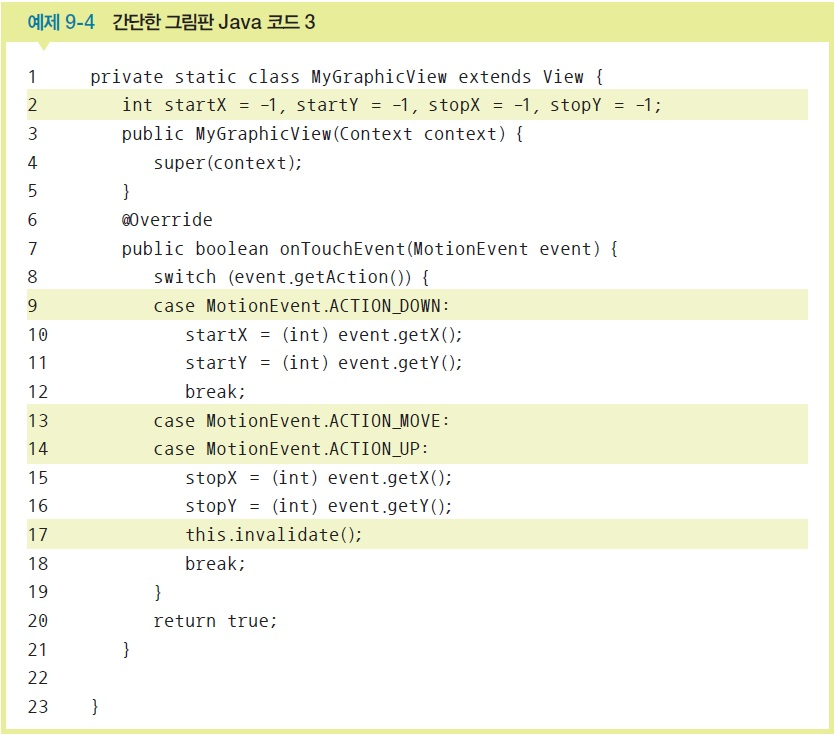 예제 9-4 간단한 그림판 Java 코드 3
1 private static class MyGraphicView extends View {
2 int startX = -1, startY = -1, stopX = -1, stopY = -1;
3 public MyGraphicView(Context context) {
4 super(context);
5 }
6 @Override
7 public boolean onTouchEvent(MotionEvent event) {
8 switch (event.getAction()) {
9 case MotionEvent.ACTION_DOWN:
10 startX = (int) event.getX();
11 startY = (int) event.getY();
12 break;
13 case MotionEvent.ACTION_MOVE:
14 case MotionEvent.ACTION_UP:
15 stopX = (int) event.getX();
16 stopY = (int) event.getY();
17 this.invalidate();
18 break;
19 }
20 return true;
21 }
22
23 }